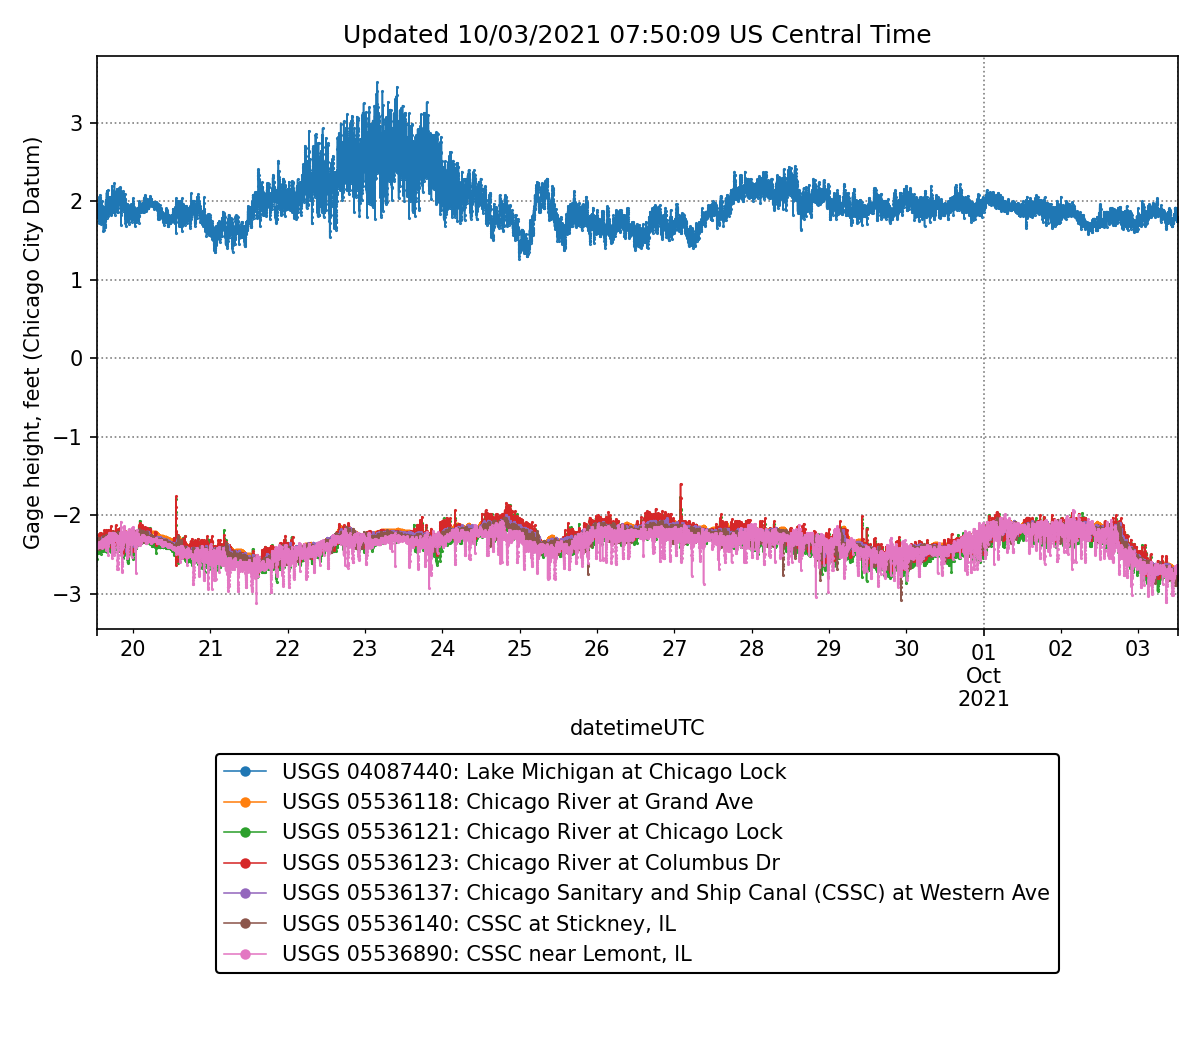 Updated 10/03/2021 07:50:09 US Central Time
Gage height, feet (Chicago City Datum)
3
2
1
0
−1
−2
−3
20 21 22 23 24 25 26 27 28 29 30 01 02 03
Oct
2021
datetimeUTC
USGS 04087440: Lake Michigan at Chicago Lock
USGS 05536118: Chicago River at Grand Ave
USGS 05536121: Chicago River at Chicago Lock
USGS 05536123: Chicago River at Columbus Dr
USGS 05536137: Chicago Sanitary and Ship Canal (CSSC) at Western Ave
USGS 05536140: CSSC at Stickney, IL
USGS 05536890: CSSC near Lemont, IL